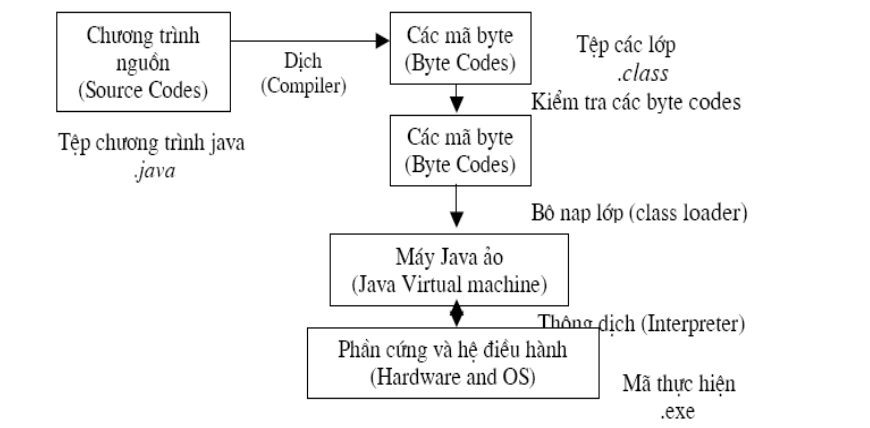 Chương trình
nguồn
(Source Codes)
Dịch
(Compiler)
Các mã byte
(Byte Codes)
Tệp các lớp
.class
Kiểm tra các byte codes
Tệp chương trình java
.java
Các mã byte
(Byte Codes)
Bô nap lớp (class loader)
Máy Java ảo
(Java Virtual machine)
Thông dịch (Interpreter)
Phần cứng và hệ điều hành
(Hardware and OS)
Mã thực hiện
.exe